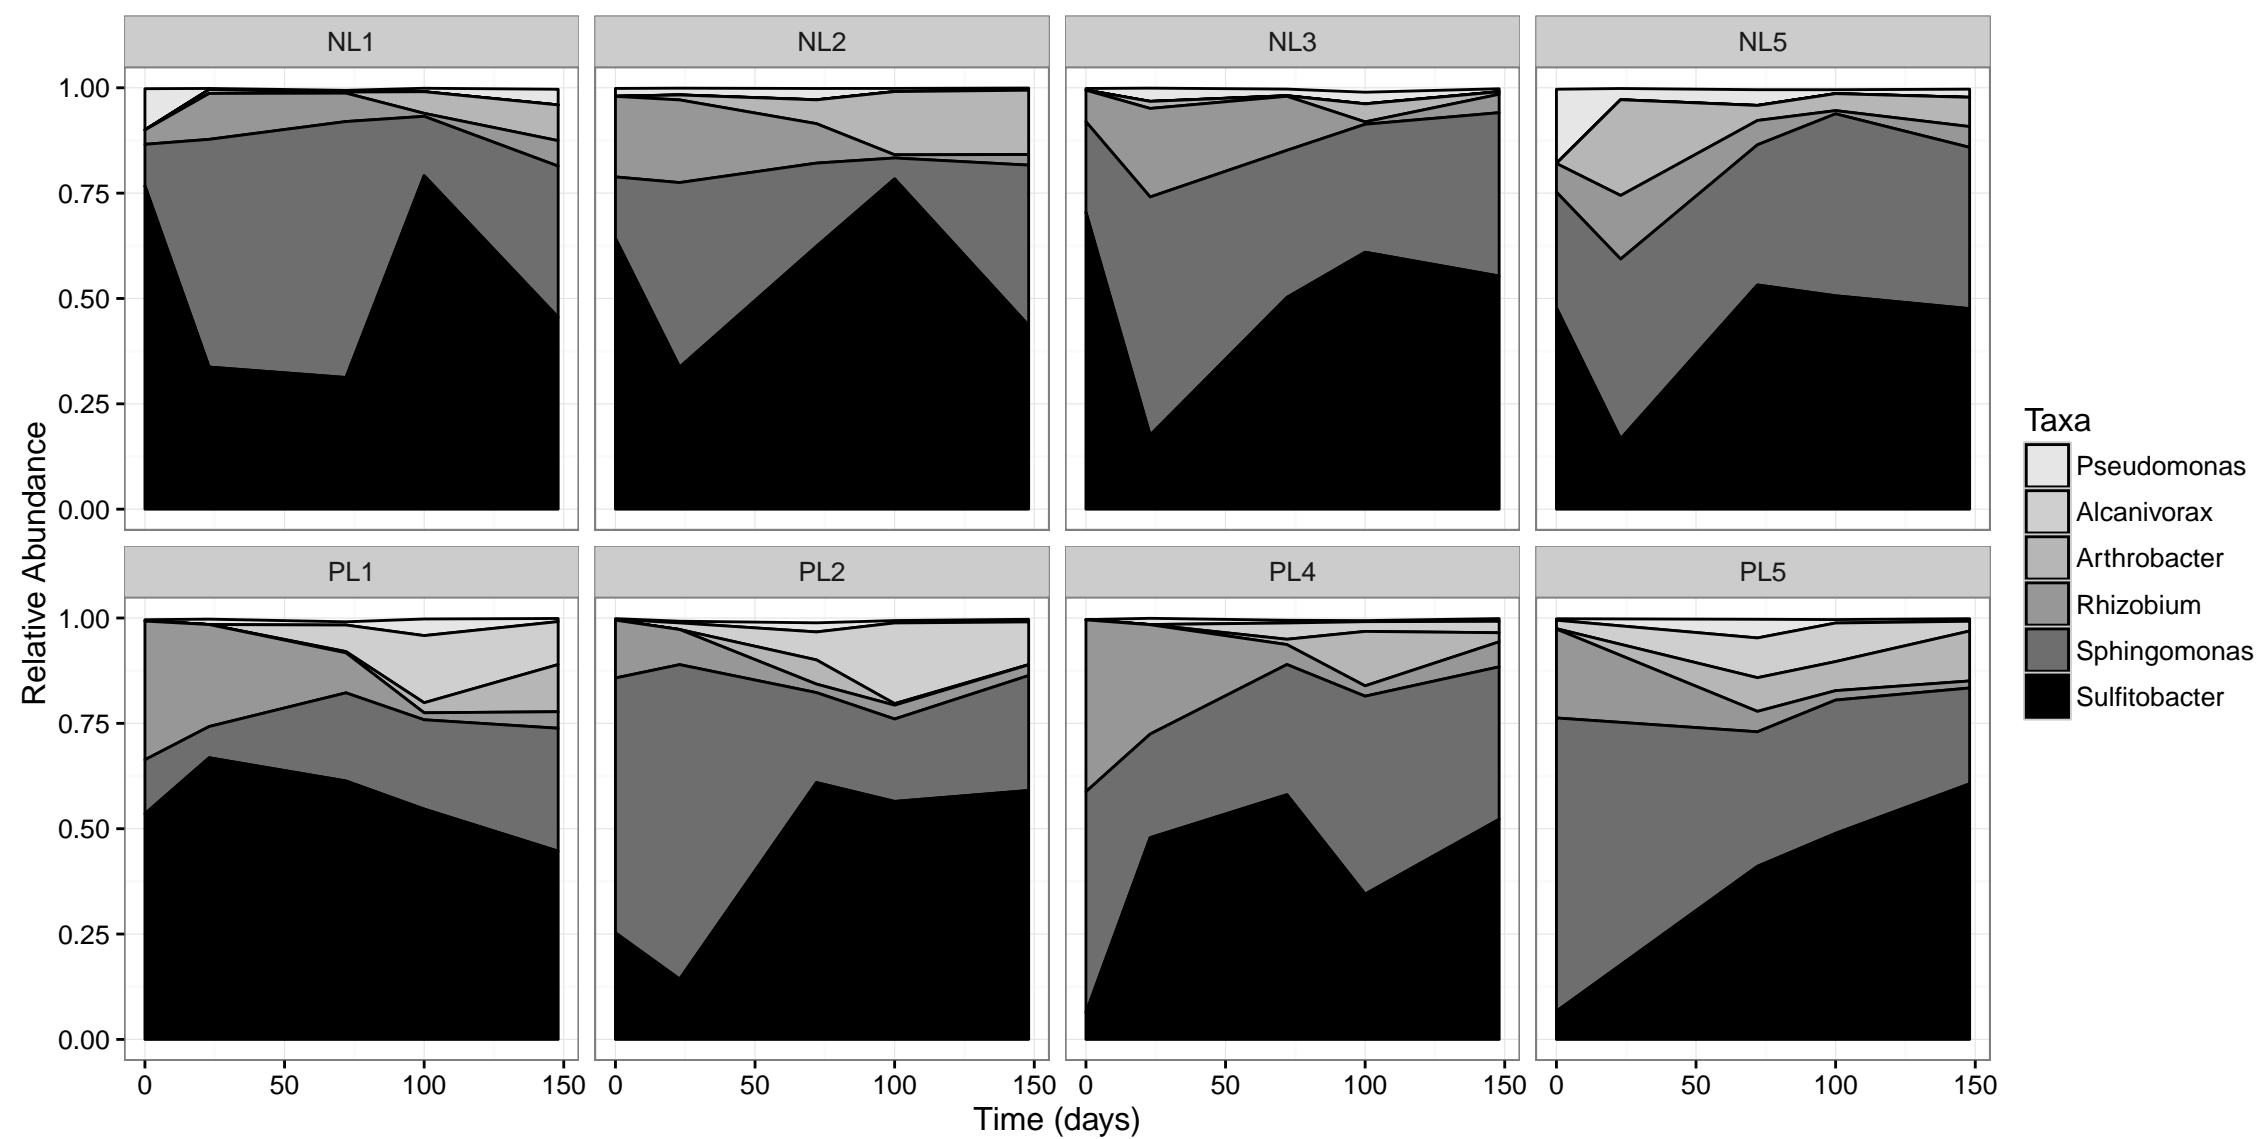 NL1 NL2 NL3 NL5
1.00
0.75
0.50
0.25
0.00
PL1 PL2 PL4 PL5
1.00
0.75
0.50
0.25
0.00
0 50 100 150 0 50 100 150 0 50 100 150 0 50 100 150
Time (days)
Relative Abundance
Taxa
Pseudomonas
Alcanivorax
Arthrobacter
Rhizobium
Sphingomonas
Sulfitobacter